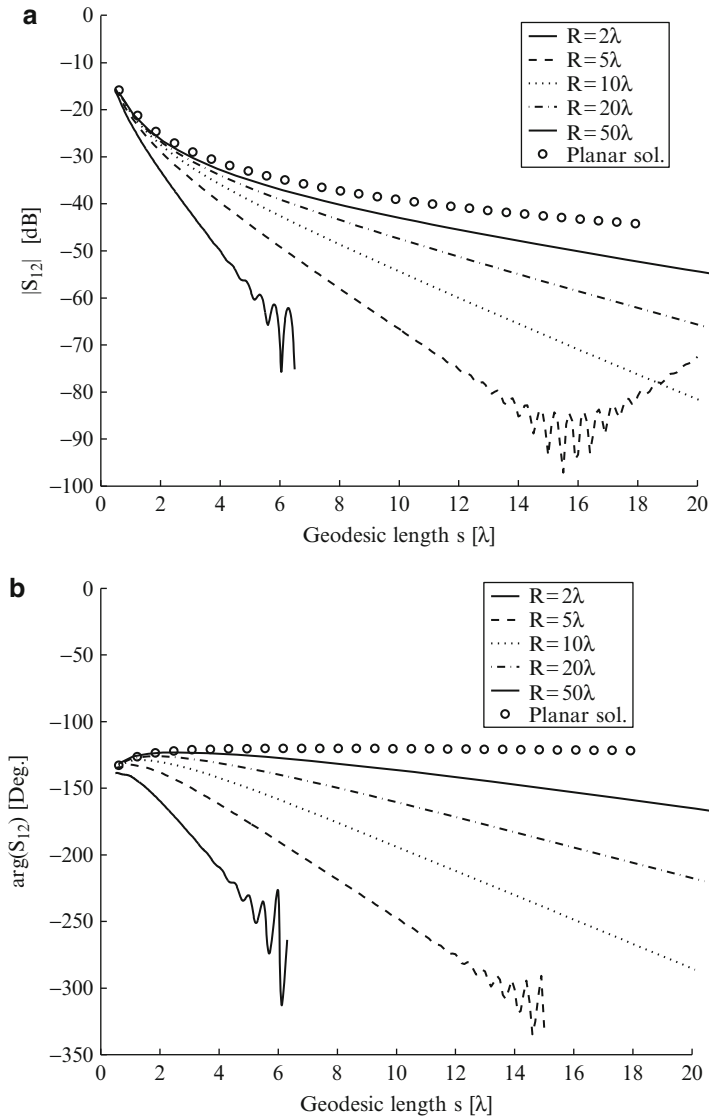 a
0
−10
−20
−30
−40
−50
−60
−70
−80
−90
−100
|S₁₂| [dB]
R=2λ
R=5λ
R=10λ
R=20λ
R=50λ
Planar sol.
0 2 4 6 8 10 12 14 16 18 20
Geodesic length s [λ]
b
0
−50
−100
−150
−200
−250
−300
−350
arg(S₁₂) [Deg.]
R=2λ
R=5λ
R=10λ
R=20λ
R=50λ
Planar sol.
0 2 4 6 8 10 12 14 16 18 20
Geodesic length s [λ]